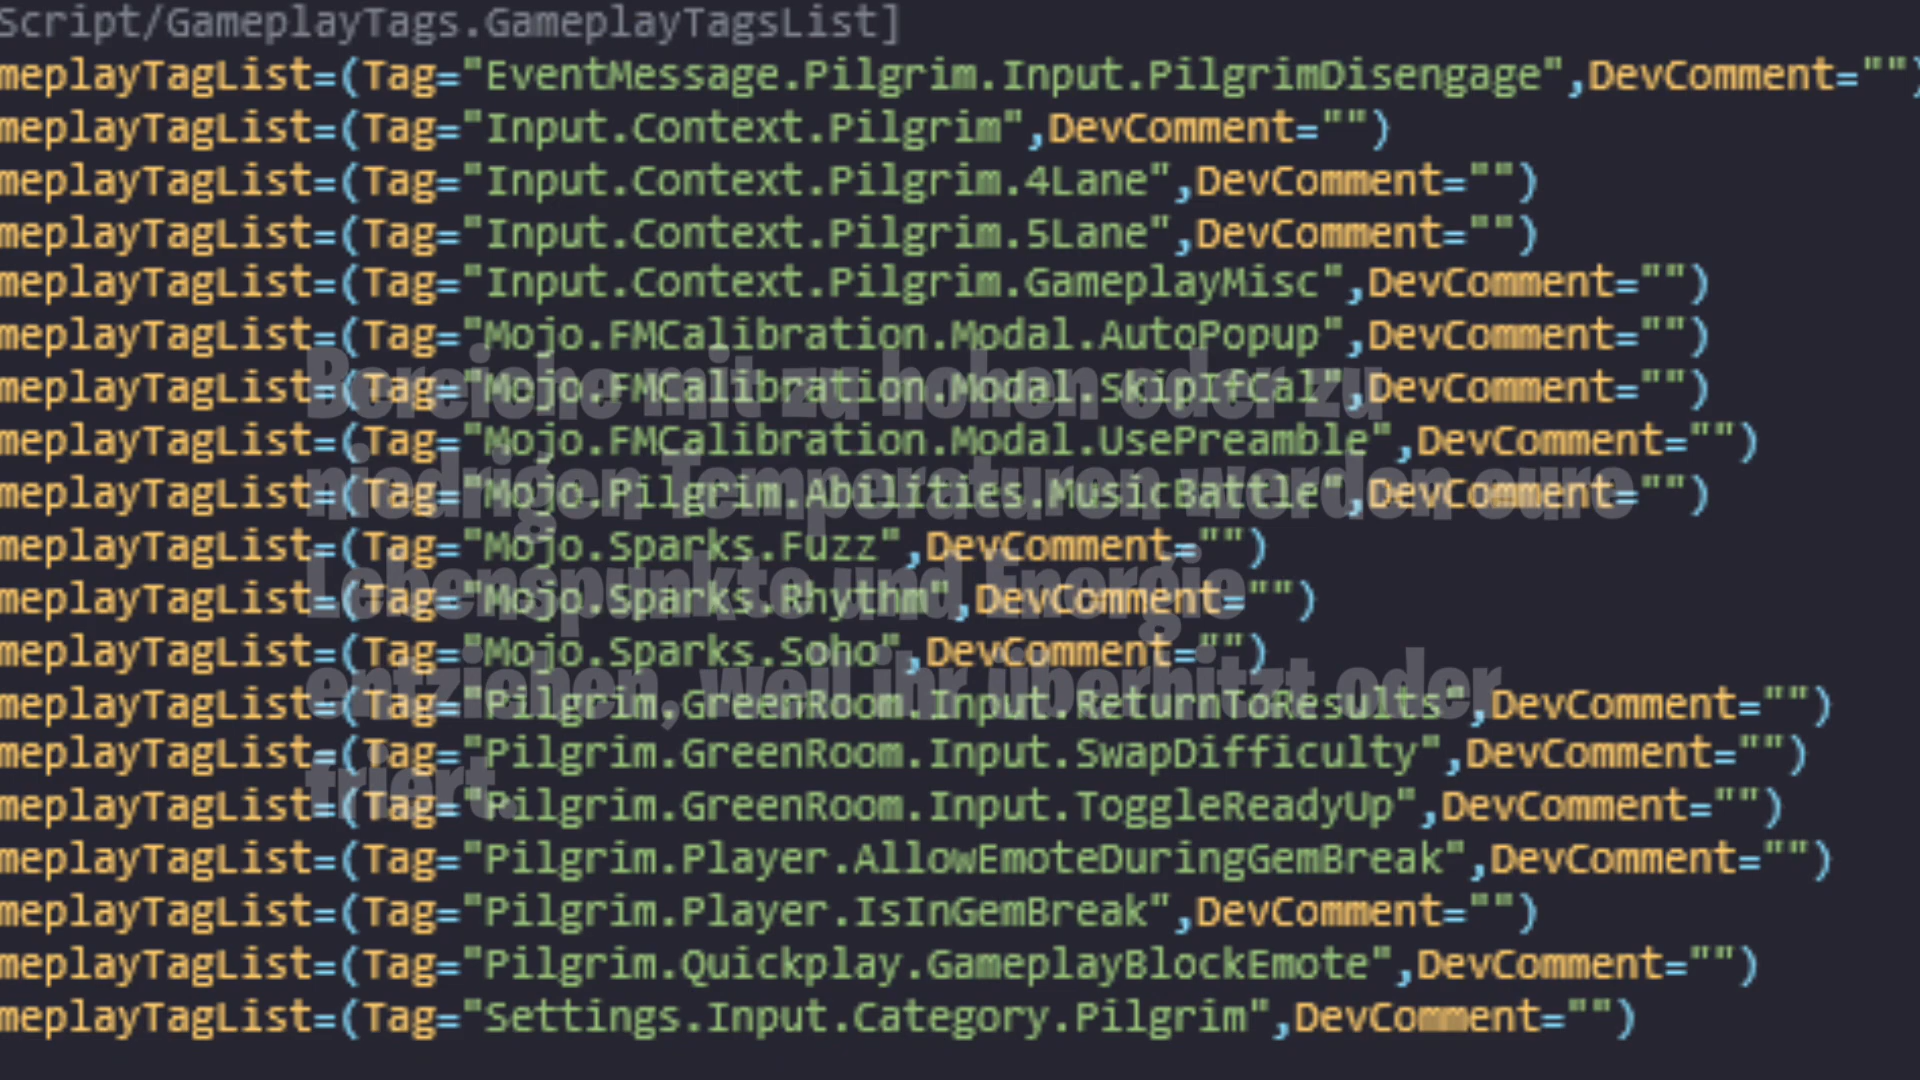 Script/GameplayTags.GameplayTagsList]
meplayTagList=(Tag="EventMessage.Pilgrim.Input.PilgrimDisengage",DevComment="")
meplayTagList=(Tag="Input.Context.Pilgrim",DevComment="")
meplayTagList=(Tag="Input.Context.Pilgrim.4Lane",DevComment="")
meplayTagList=(Tag="Input.Context.Pilgrim.5Lane",DevComment="")
meplayTagList=(Tag="Input.Context.Pilgrim.GameplayMisc",DevComment="")
meplayTagList=(Tag="Mojo.FMCalibration.Modal.AutoPopup",DevComment="")
meplayTagList=(Tag="Mojo.FMCalibration.Modal.SkipIfCal",DevComment="")
meplayTagList=(Tag="Mojo.FMCalibration.Modal.UsePreamble",DevComment="")
meplayTagList=(Tag="Mojo.Pilgrim.Abilities.MusicBattle",DevComment="")
meplayTagList=(Tag="Mojo.Sparks.Fuzz",DevComment="")
meplayTagList=(Tag="Mojo.Sparks.Rhythm",DevComment="")
meplayTagList=(Tag="Mojo.Sparks.Soho",DevComment="")
meplayTagList=(Tag="Pilgrim.GreenRoom.Input.ReturnToResults",DevComment="")
meplayTagList=(Tag="Pilgrim.GreenRoom.Input.SwapDifficulty",DevComment="")
meplayTagList=(Tag="Pilgrim.GreenRoom.Input.ToggleReadyUp",DevComment="")
meplayTagList=(Tag="Pilgrim.Player.AllowEmoteDuringGemBreak",DevComment="")
meplayTagList=(Tag="Pilgrim.Player.IsInGemBreak",DevComment="")
meplayTagList=(Tag="Pilgrim.Quickplay.GameplayBlockEmote",DevComment="")
meplayTagList=(Tag="Settings.Input.Category.Pilgrim",DevComment="")
Bereiche mit zu hohen oder zu
niedrigen Temperaturen werden eure
Lebenspunkte und Energie
entziehen, weil ihr überhitzt oder
friert.